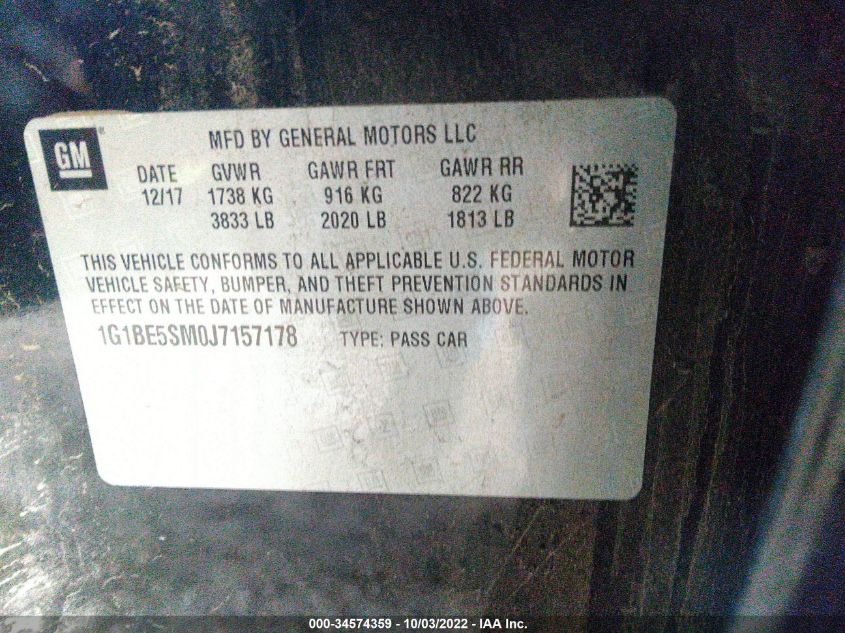 GM ®
MFD BY GENERAL MOTORS LLC
DATE GVWR GAWR FRT GAWR RR
12/17 1738 KG 916 KG 822 KG
3833 LB 2020 LB 1813 LB
THIS VEHICLE CONFORMS TO ALL APPLICABLE U.S. FEDERAL MOTOR
VEHICLE SAFETY, BUMPER, AND THEFT PREVENTION STANDARDS IN
EFFECT ON THE DATE OF MANUFACTURE SHOWN ABOVE.
1G1BE5SM0J7157178 TYPE: PASS CAR
000-34574359 - 10/03/2022 - IAA Inc.